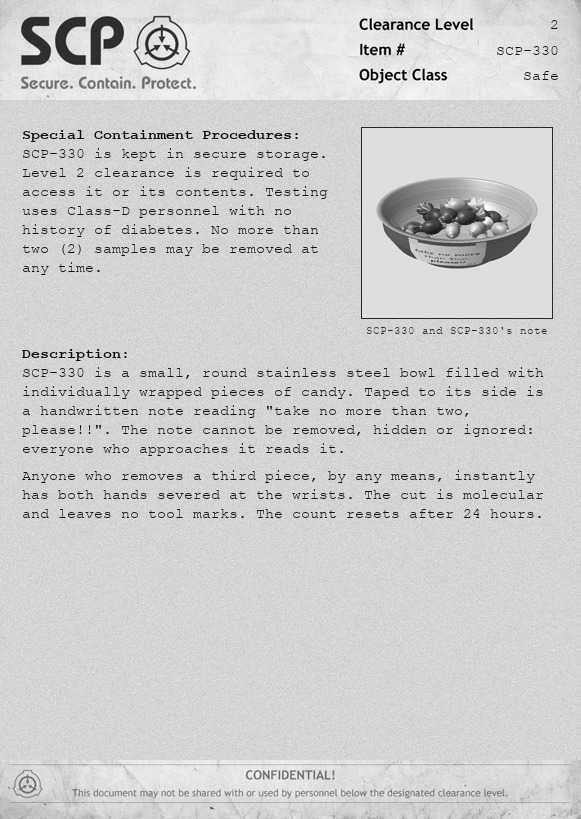 SCP
Secure. Contain. Protect.
Clearance Level 2
Item # SCP-330
Object Class Safe
Special Containment Procedures:
SCP-330 is kept in secure storage.
Level 2 clearance is required to
access it or its contents. Testing
uses Class-D personnel with no
history of diabetes. No more than
two (2) samples may be removed at
any time.
take no more
than two,
please!!
SCP-330 and SCP-330's note
Description:
SCP-330 is a small, round stainless steel bowl filled with
individually wrapped pieces of candy. Taped to its side is
a handwritten note reading "take no more than two,
please!!". The note cannot be removed, hidden or ignored:
everyone who approaches it reads it.
Anyone who removes a third piece, by any means, instantly
has both hands severed at the wrists. The cut is molecular
and leaves no tool marks. The count resets after 24 hours.
CONFIDENTIAL!
This document may not be shared with or used by personnel below the designated clearance level.